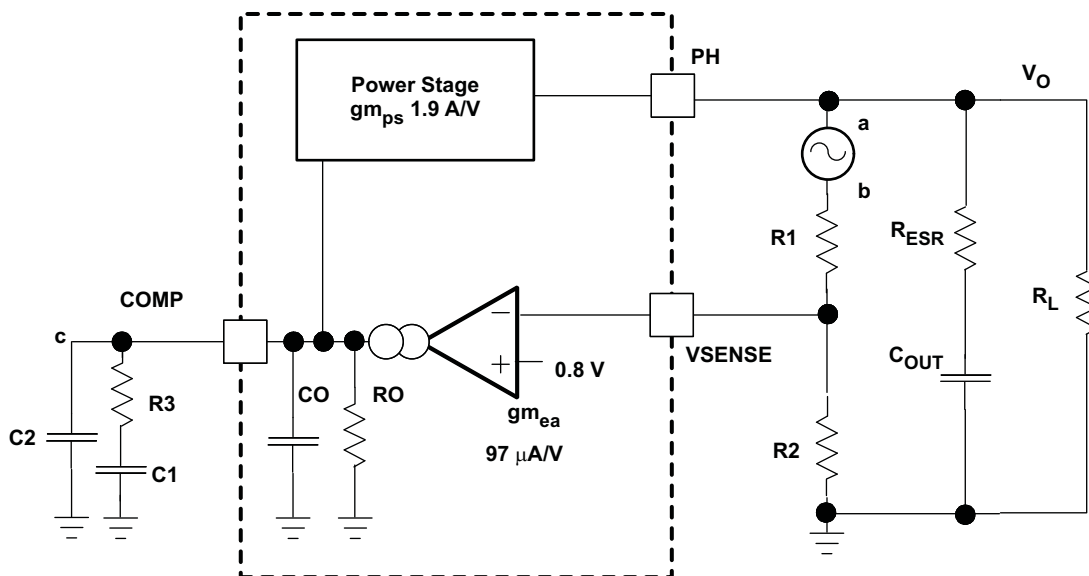 Power Stage
gm_ps 1.9 A/V
PH
V_O
a
b
R1
R_ESR
R_L
COMP
c
VSENSE
0.8 V
C_OUT
R3
CO
RO
gm_ea
97 μA/V
C2
C1
R2
−
+